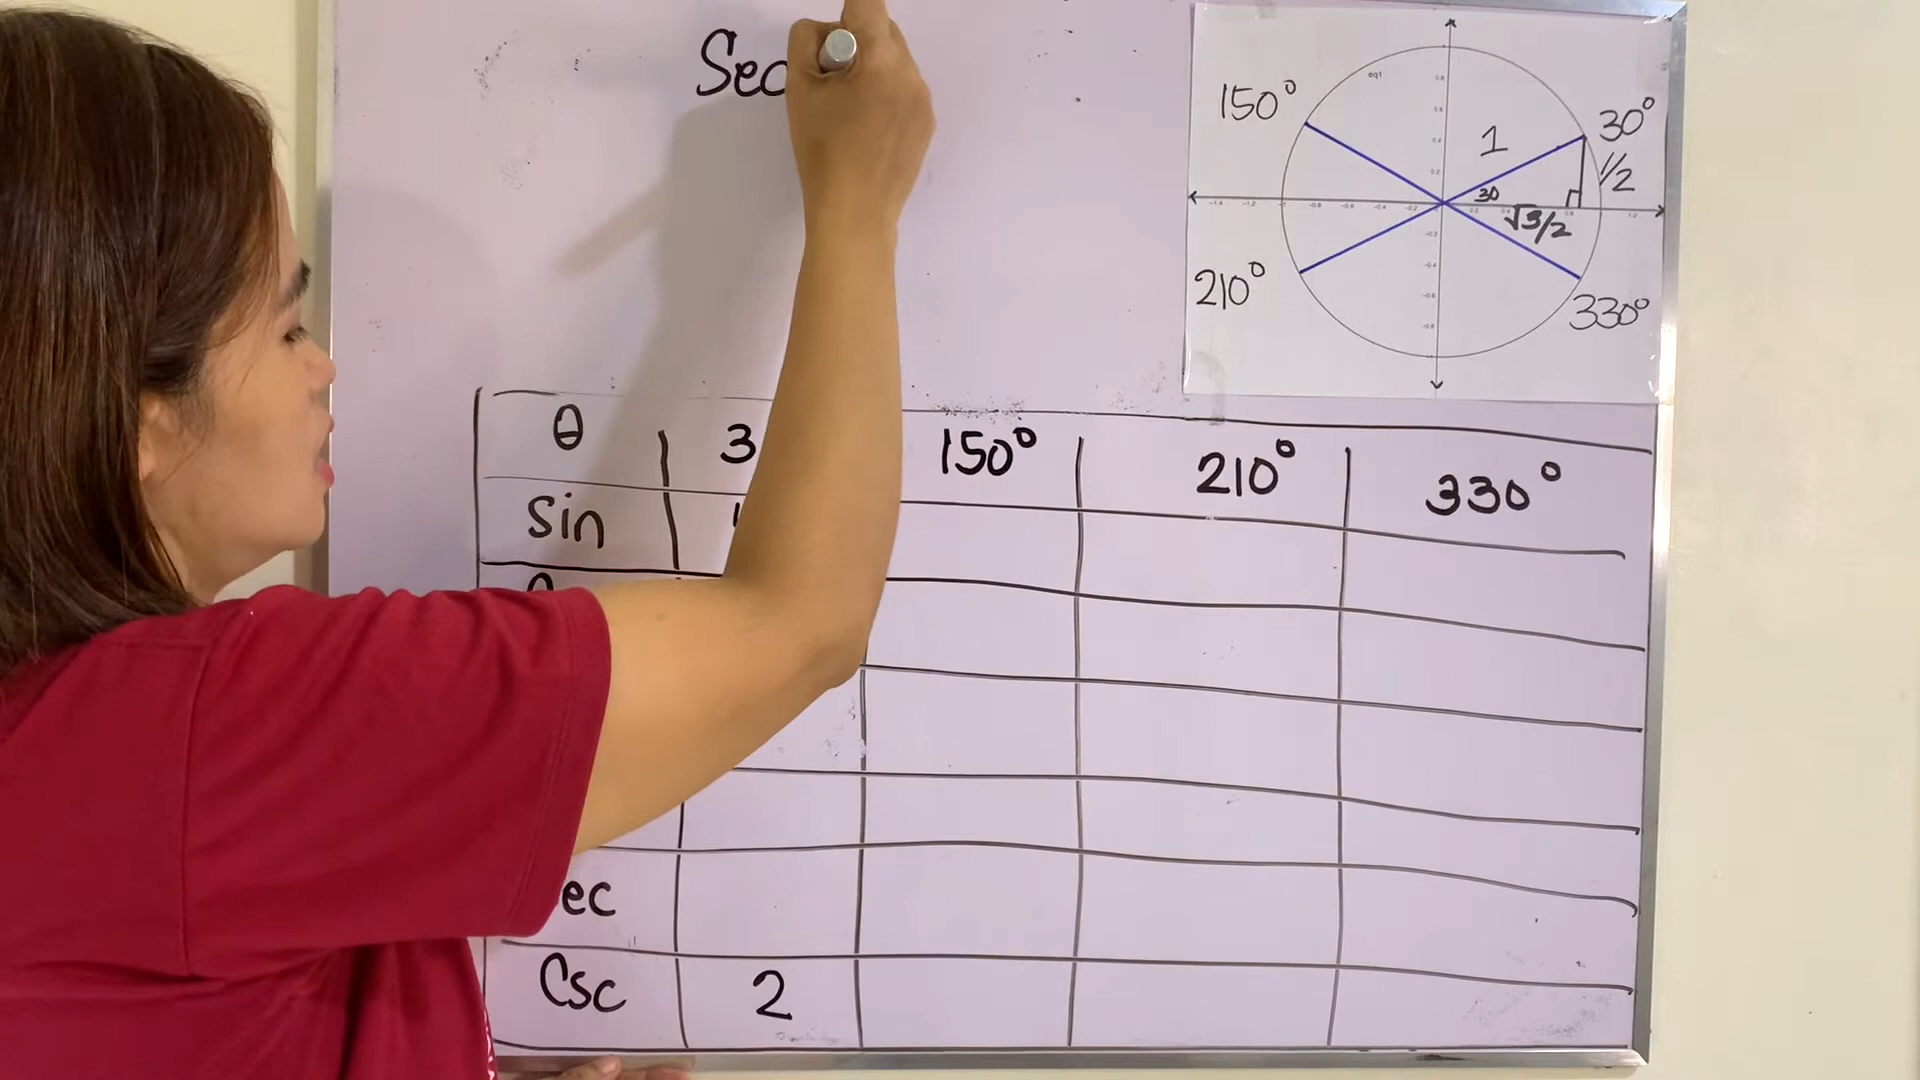 Sec
eq1
150°
30°
1
1/2
30
√3/2
210°
330°
θ 3 150° 210° 330°
sin
ec
Csc 2